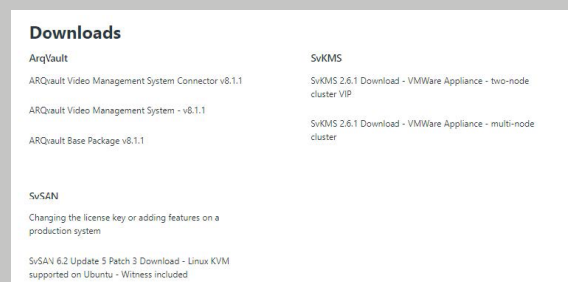 Downloads
ArqVault
ARQvault Video Management System Connector v8.1.1
ARQvault Video Management System - v8.1.1
ARQvault Base Package v8.1.1
SvKMS
SvKMS 2.6.1 Download - VMWare Appliance - two-node
cluster VIP
SvKMS 2.6.1 Download - VMWare Appliance - multi-node
cluster
SvSAN
Changing the license key or adding features on a
production system
SvSAN 6.2 Update 5 Patch 3 Download - Linux KVM
supported on Ubuntu - Witness included